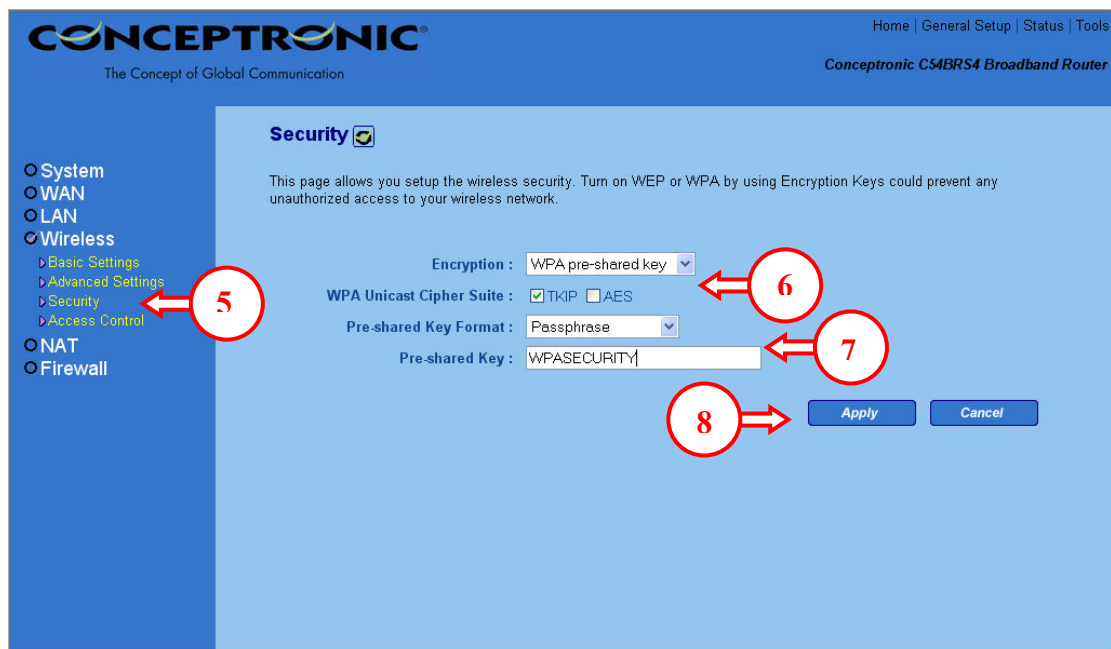 CONCEPTRONIC®
The Concept of Global Communication
Home | General Setup | Status | Tools
Conceptronic C54BRS4 Broadband Router
System
WAN
LAN
Wireless
Basic Settings
Advanced Settings
Security
Access Control
NAT
Firewall
5
Security
This page allows you setup the wireless security. Turn on WEP or WPA by using Encryption Keys could prevent any
unauthorized access to your wireless network.
Encryption : WPA pre-shared key
WPA Unicast Cipher Suite : TKIP AES
6
Pre-shared Key Format : Passphrase
Pre-shared Key : WPASECURITY
7
8
Apply Cancel